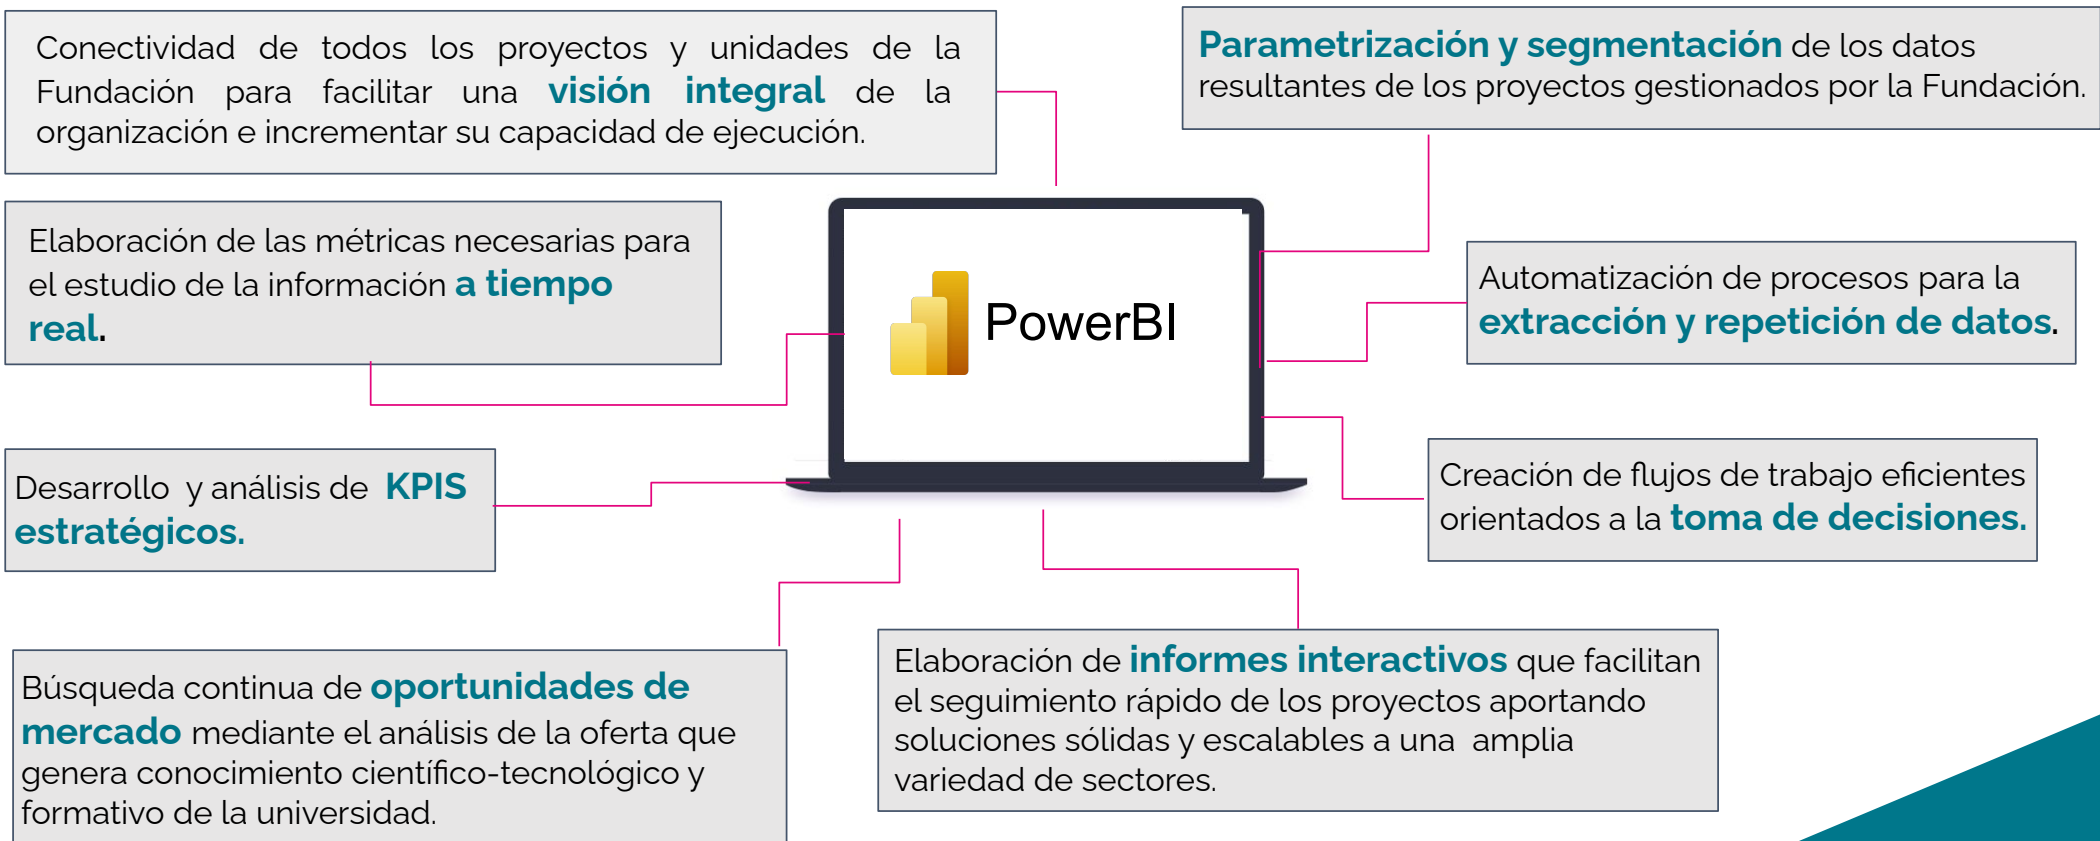 Conectividad de todos los proyectos y unidades de la
Fundación para facilitar una visión integral de la
organización e incrementar su capacidad de ejecución.
Parametrización y segmentación de los datos
resultantes de los proyectos gestionados por la Fundación.
Elaboración de las métricas necesarias para
el estudio de la información a tiempo
real.
PowerBI
Automatización de procesos para la
extracción y repetición de datos.
Desarrollo y análisis de KPIS
estratégicos.
Creación de flujos de trabajo eficientes
orientados a la toma de decisiones.
Búsqueda continua de oportunidades de
mercado mediante el análisis de la oferta que
genera conocimiento científico-tecnológico y
formativo de la universidad.
Elaboración de informes interactivos que facilitan
el seguimiento rápido de los proyectos aportando
soluciones sólidas y escalables a una amplia
variedad de sectores.